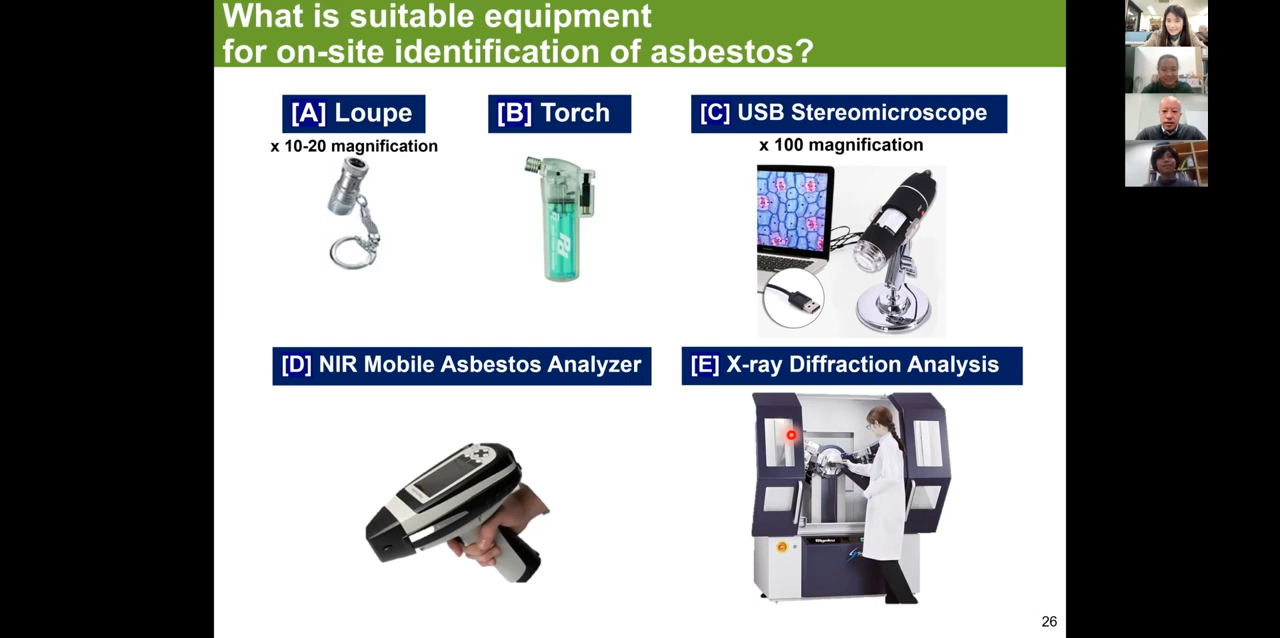 What is suitable equipment
for on-site identification of asbestos?
[A] Loupe
x 10-20 magnification
[B] Torch
[C] USB Stereomicroscope
x 100 magnification
[D] NIR Mobile Asbestos Analyzer
[E] X-ray Diffraction Analysis
Rigaku
26